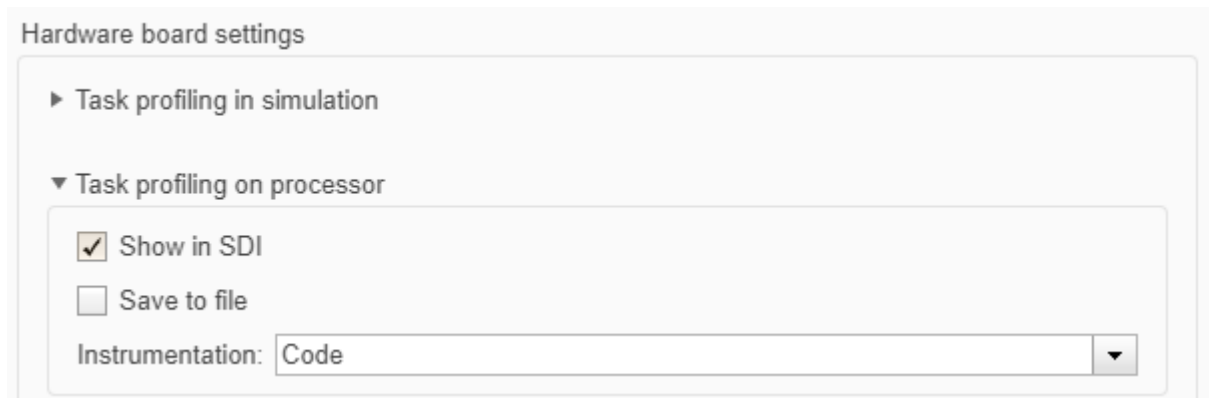 Hardware board settings
Task profiling in simulation
Task profiling on processor
Show in SDI
Save to file
Instrumentation: Code